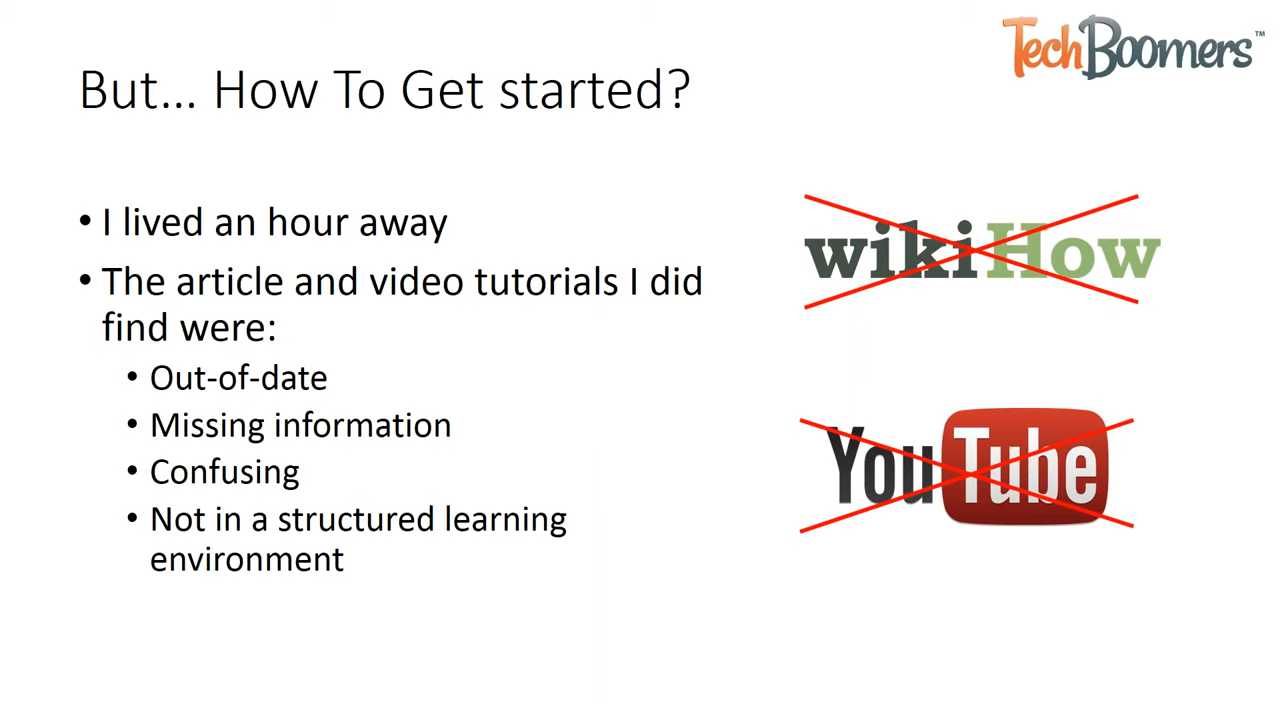 TechBoomers™
But... How To Get started?
• I lived an hour away
• The article and video tutorials I did
find were:
• Out-of-date
• Missing information
• Confusing
• Not in a structured learning
environment
wikiHow
YouTube